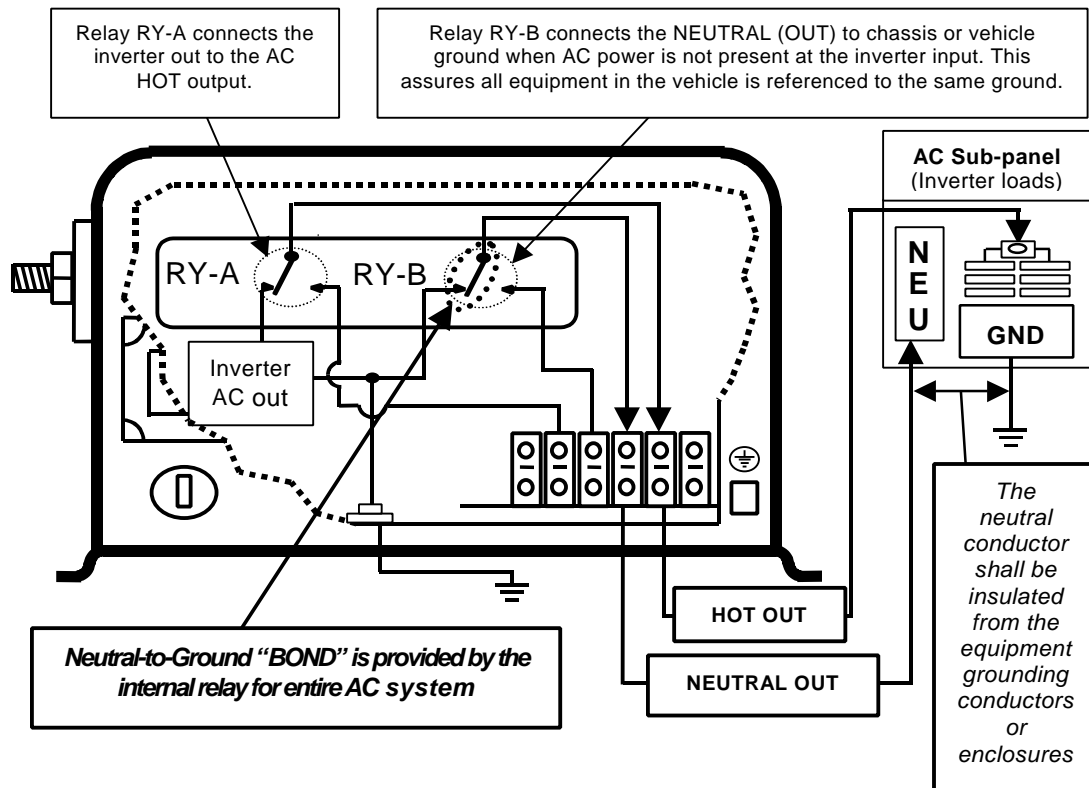 Relay RY-A connects the
inverter out to the AC
HOT output.
Relay RY-B connects the NEUTRAL (OUT) to chassis or vehicle
ground when AC power is not present at the inverter input. This
assures all equipment in the vehicle is referenced to the same ground.
AC Sub-panel
(Inverter loads)
RY-A
RY-B
N
E
U
GND
Inverter
AC out
HOT OUT
NEUTRAL OUT
Neutral-to-Ground “BOND” is provided by the
internal relay for entire AC system
The
neutral
conductor
shall be
insulated
from the
equipment
grounding
conductors
or
enclosures